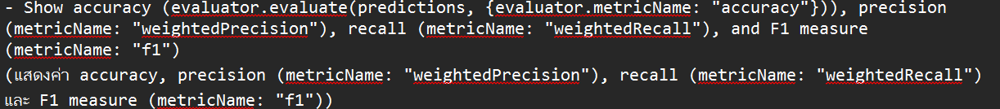 - Show accuracy (evaluator.evaluate(predictions, {evaluator.metricName: "accuracy"})), precision
(metricName: "weightedPrecision"), recall (metricName: "weightedRecall"), and F1 measure
(metricName: "f1")
(แสดงค่า accuracy, precision (metricName: "weightedPrecision"), recall (metricName: "weightedRecall")
และ F1 measure (metricName: "f1"))